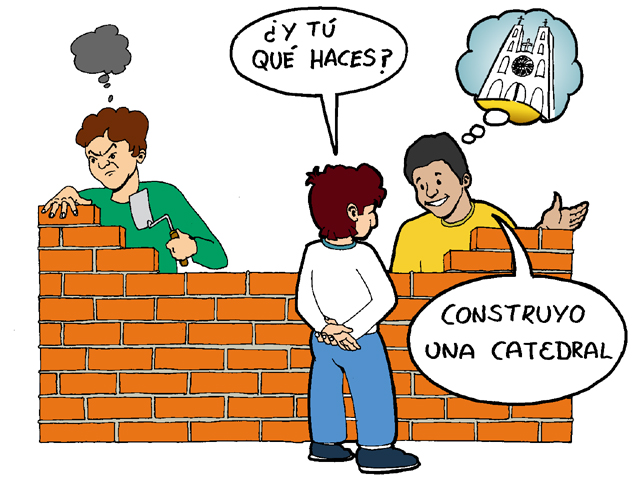 ¿Y TÚ
QUÉ HACES?
CONSTRUYO
UNA CATEDRAL